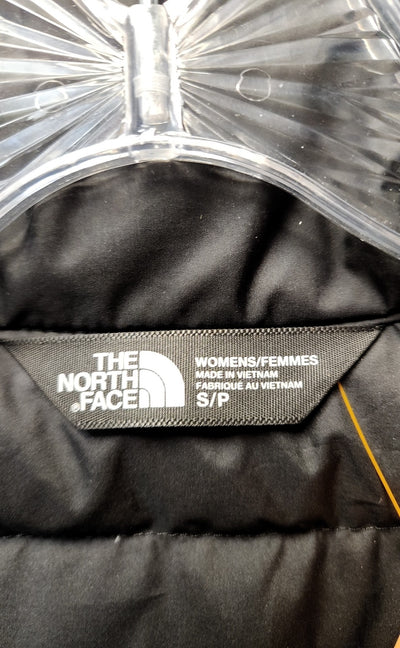 THE
NORTH
®FACE
WOMENS/FEMMES
MADE IN VIETNAM
FABRIQUÉ AU VIETNAM
S/P